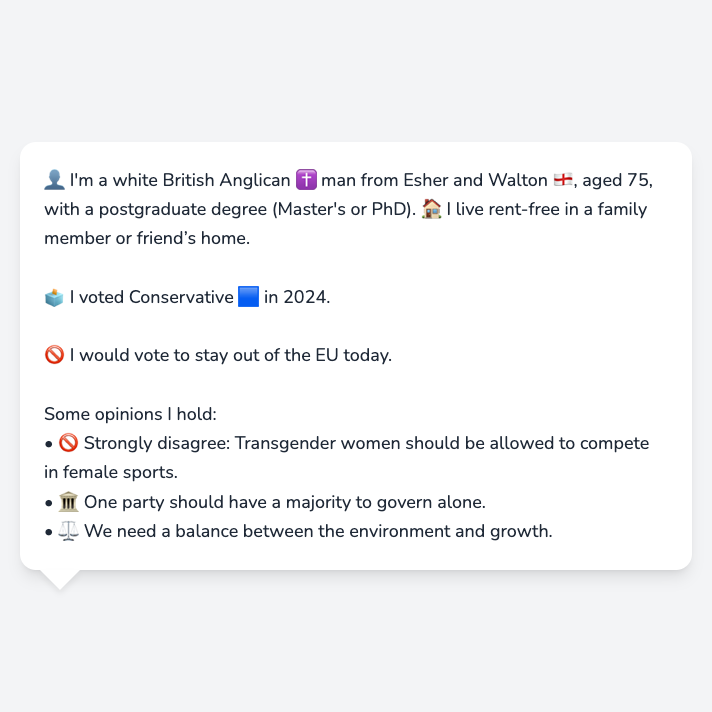 👤 I'm a white British Anglican ✝️ man from Esher and Walton 🏴󠁧󠁢󠁥󠁮󠁧󠁿, aged 75,
with a postgraduate degree (Master's or PhD). 🏠 I live rent-free in a family
member or friend’s home.
🗳️ I voted Conservative 🟦 in 2024.
🚫 I would vote to stay out of the EU today.
Some opinions I hold:
• 🚫 Strongly disagree: Transgender women should be allowed to compete
in female sports.
• 🏛️ One party should have a majority to govern alone.
• ⚖️ We need a balance between the environment and growth.